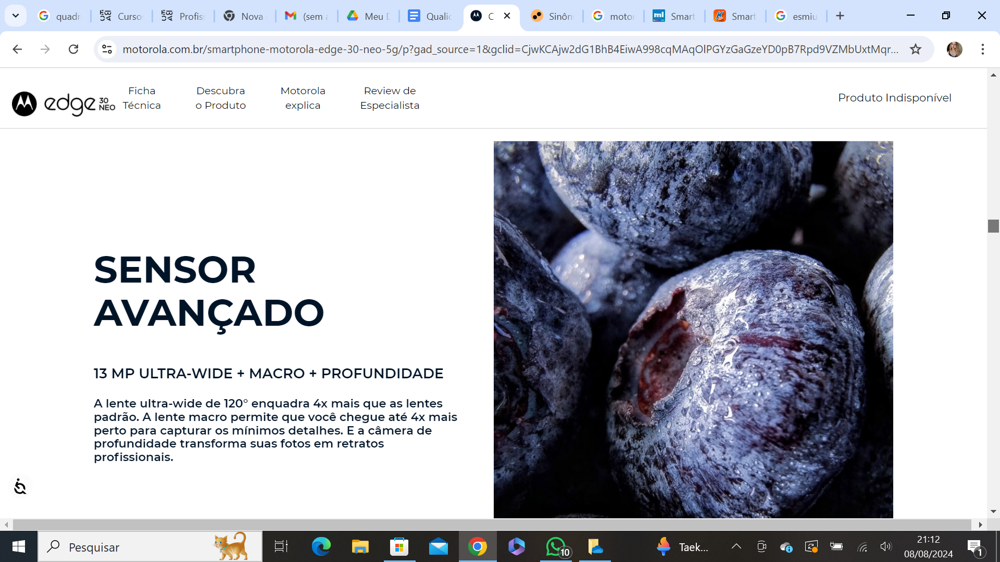 quadr
Curso
Profiss
Nova
(sem a
Meu D
Qualid
C
Sinôni
motor
Smart
Smart
esmiu
motorola.com.br/smartphone-motorola-edge-30-neo-5g/p?gad_source=1&gclid=CjwKCAjw2dG1BhB4EiwA998cqMAqOlPGYzGaGzeYD0pB7Rpd9VZMbUxtMqr...
edge 30 NEO
Ficha
Técnica
Descubra
o Produto
Motorola
explica
Review de
Especialista
Produto Indisponível
SENSOR
AVANÇADO
13 MP ULTRA-WIDE + MACRO + PROFUNDIDADE
A lente ultra-wide de 120° enquadra 4x mais que as lentes
padrão. A lente macro permite que você chegue até 4x mais
perto para capturar os mínimos detalhes. E a câmera de
profundidade transforma suas fotos em retratos
profissionais.
Pesquisar
10
Taek...
21:12
08/08/2024
1